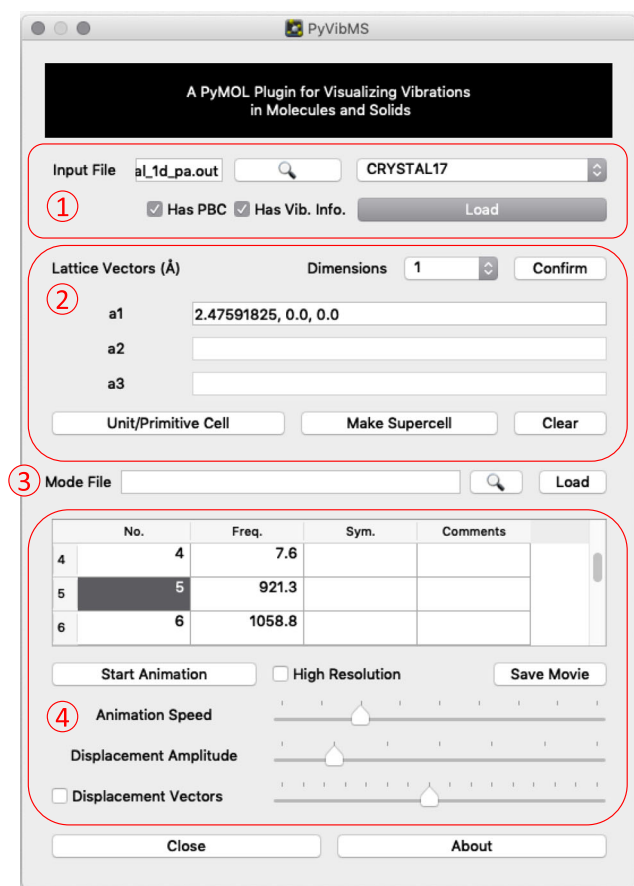 PyVibMS
A PyMOL Plugin for Visualizing Vibrations
in Molecules and Solids
Input File al_1d_pa.out CRYSTAL17
① Has PBC Has Vib. Info. Load
Lattice Vectors (Å) Dimensions 1 Confirm
②
a1 2.47591825, 0.0, 0.0
a2
a3
Unit/Primitive Cell Make Supercell Clear
③ Mode File Load
No. Freq. Sym. Comments
4 4 7.6
5 5 921.3
6 6 1058.8
Start Animation High Resolution Save Movie
④ Animation Speed
Displacement Amplitude
Displacement Vectors
Close About